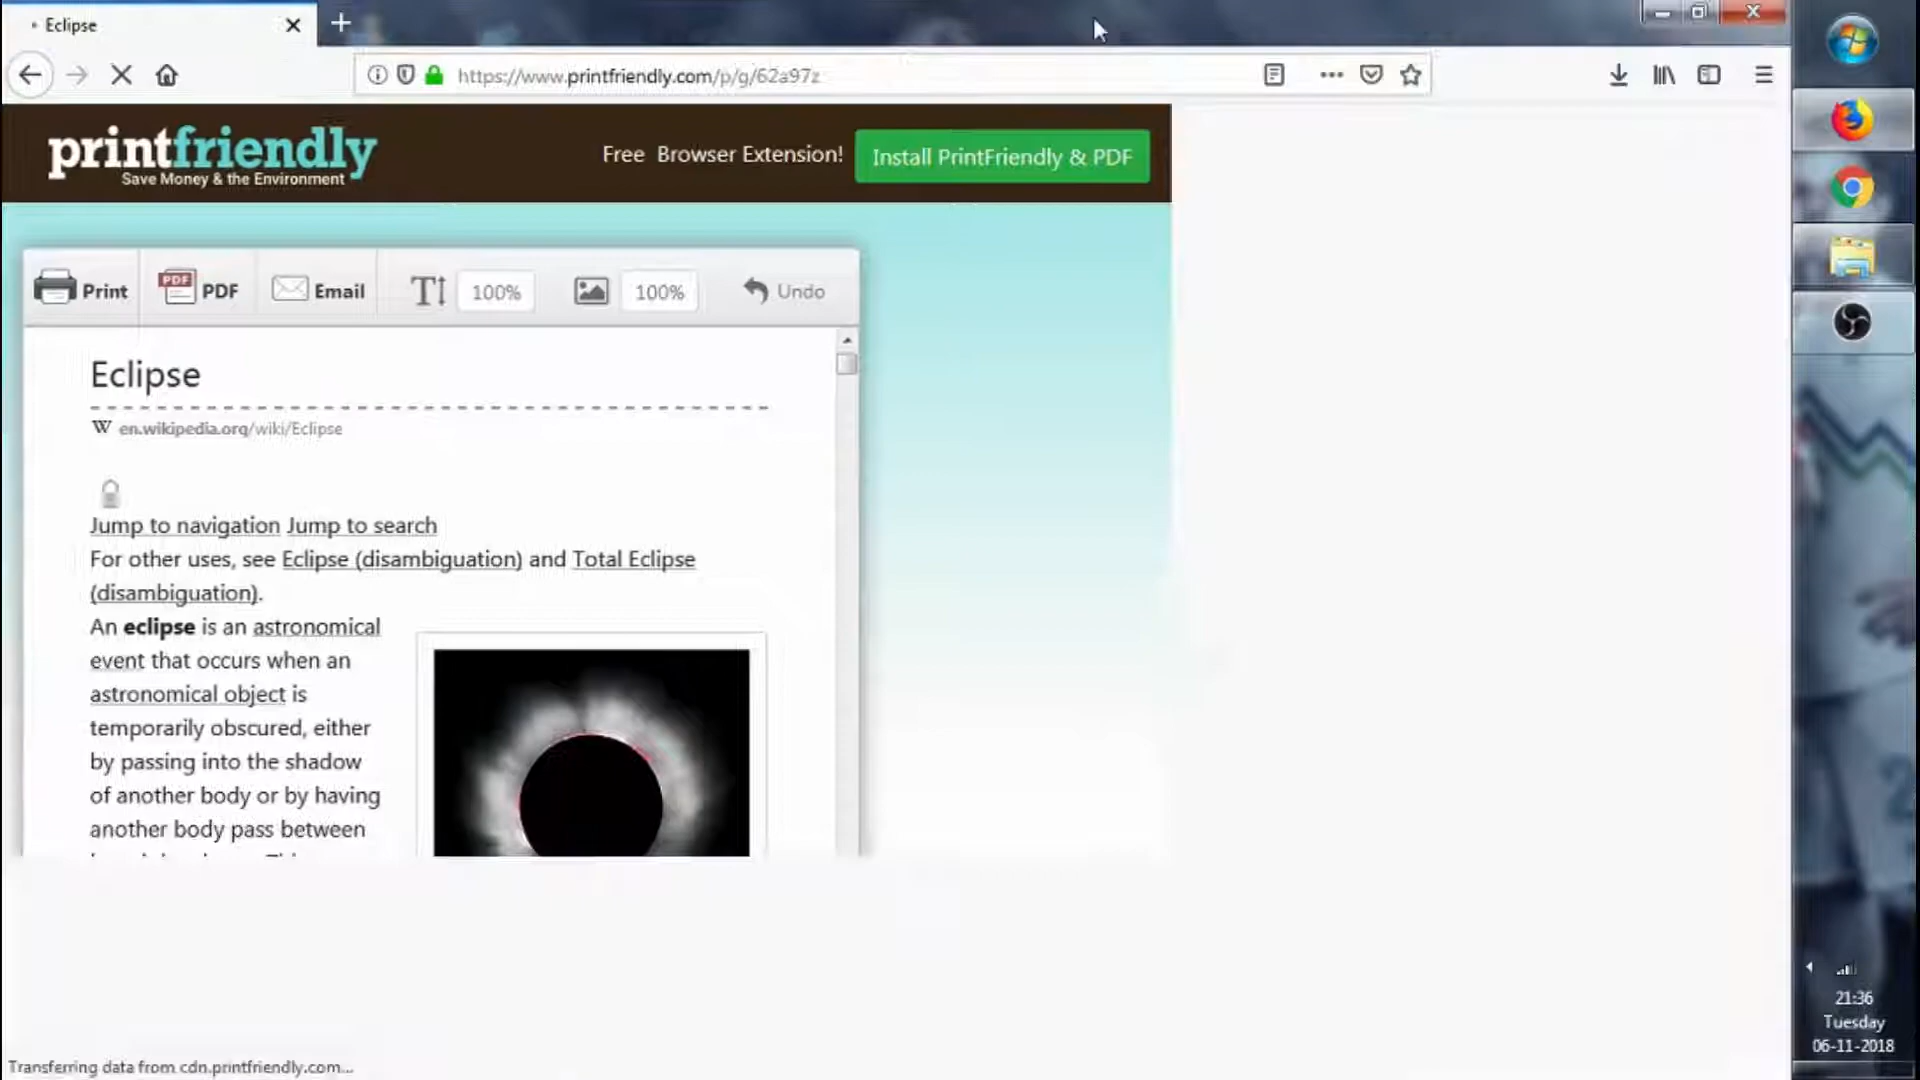 Eclipse
https://www.printfriendly.com/p/g/62a97z
printfriendly
Save Money & the Environment
Free Browser Extension!
Install PrintFriendly & PDF
Print
PDF
PDF
Email
100%
100%
Undo
Eclipse
W en.wikipedia.org/wiki/Eclipse
Jump to navigation Jump to search
For other uses, see Eclipse (disambiguation) and Total Eclipse
(disambiguation).
An eclipse is an astronomical
event that occurs when an
astronomical object is
temporarily obscured, either
by passing into the shadow
of another body or by having
another body pass between
Transferring data from cdn.printfriendly.com...
21:36
Tuesday
06-11-2018